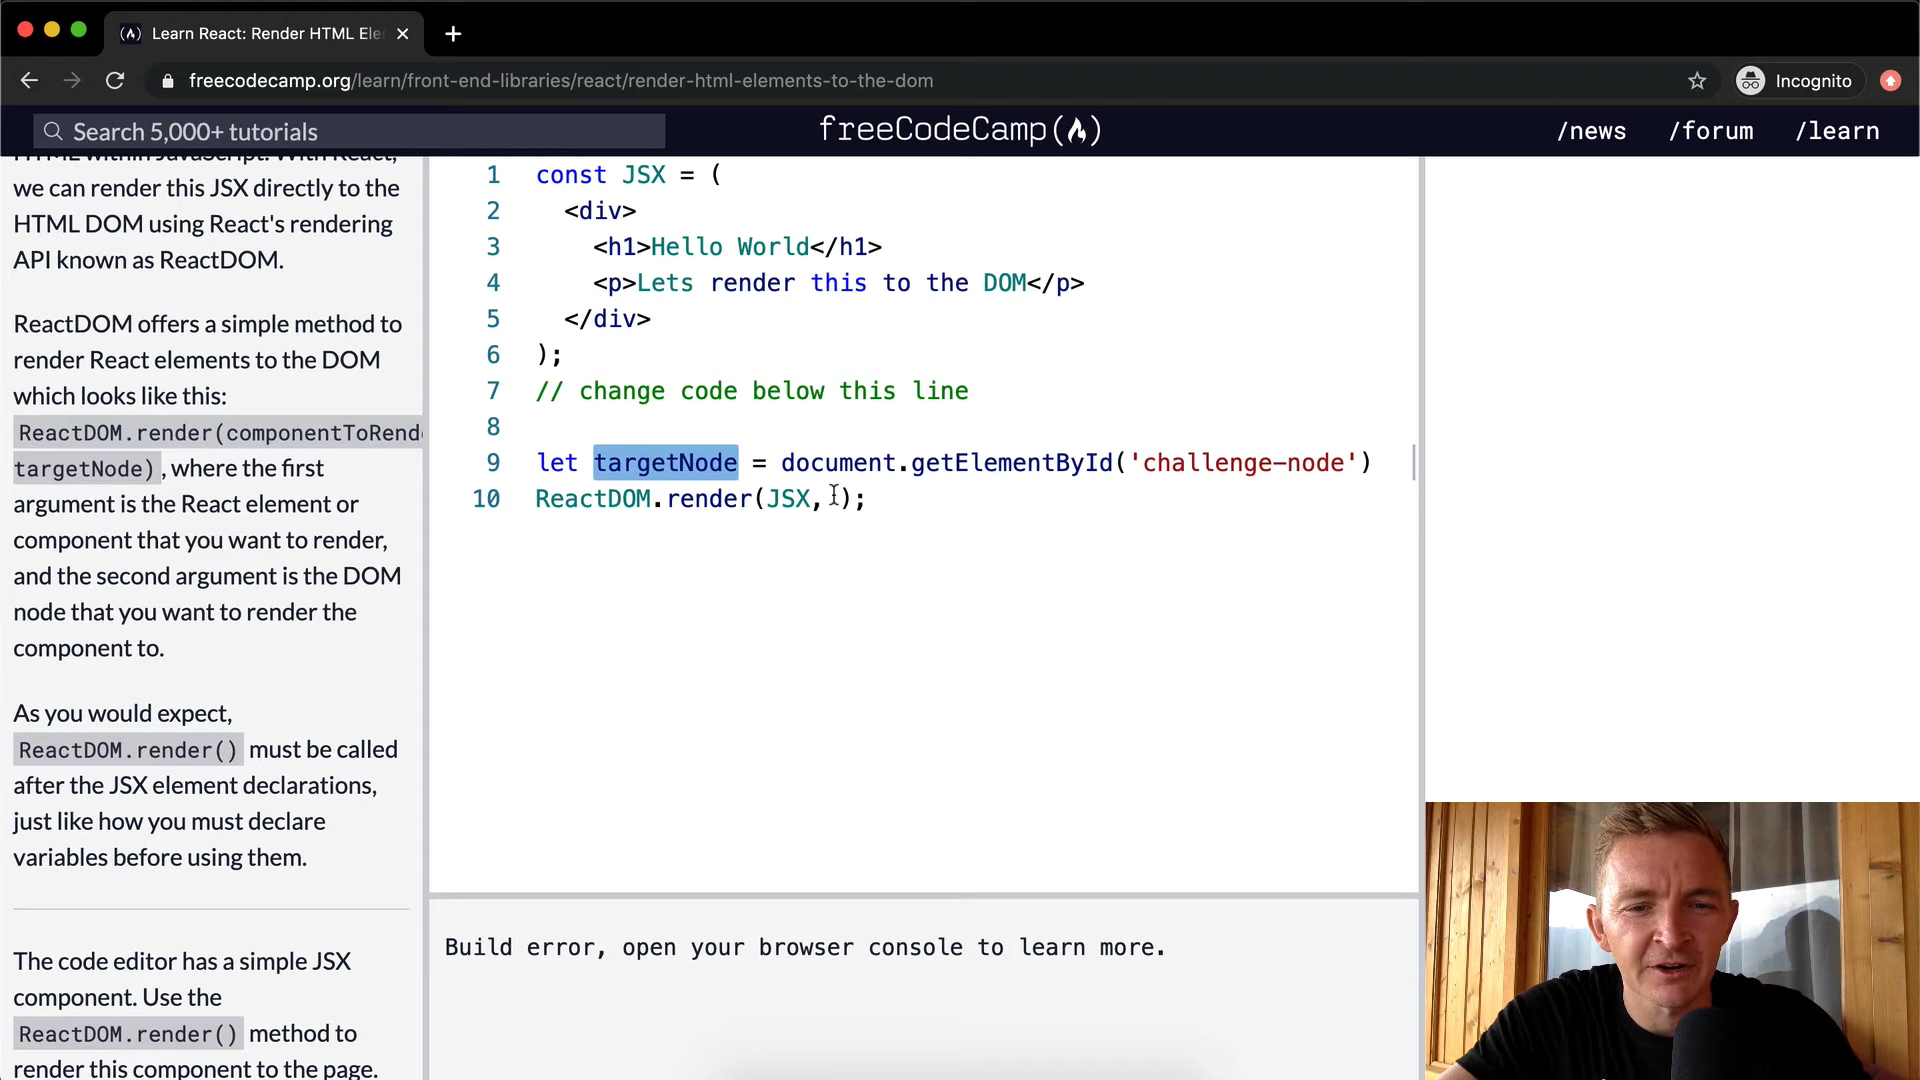 Learn React: Render HTML Ele
freecodecamp.org/learn/front-end-libraries/react/render-html-elements-to-the-dom
Incognito
Search 5,000+ tutorials
freeCodeCamp
/news
/forum
/learn
HTML within JavaScript. With React,
we can render this JSX directly to the
HTML DOM using React's rendering
API known as ReactDOM.
ReactDOM offers a simple method to
render React elements to the DOM
which looks like this:
ReactDOM.render(componentToRend
targetNode), where the first
argument is the React element or
component that you want to render,
and the second argument is the DOM
node that you want to render the
component to.
As you would expect,
ReactDOM.render() must be called
after the JSX element declarations,
just like how you must declare
variables before using them.
The code editor has a simple JSX
component. Use the
ReactDOM.render() method to
render this component to the page.
1 const JSX = (
2 <div>
3 <h1>Hello World</h1>
4 <p>Lets render this to the DOM</p>
5 </div>
6 );
7 // change code below this line
8
9 let targetNode = document.getElementById('challenge-node')
10 ReactDOM.render(JSX, );
Build error, open your browser console to learn more.